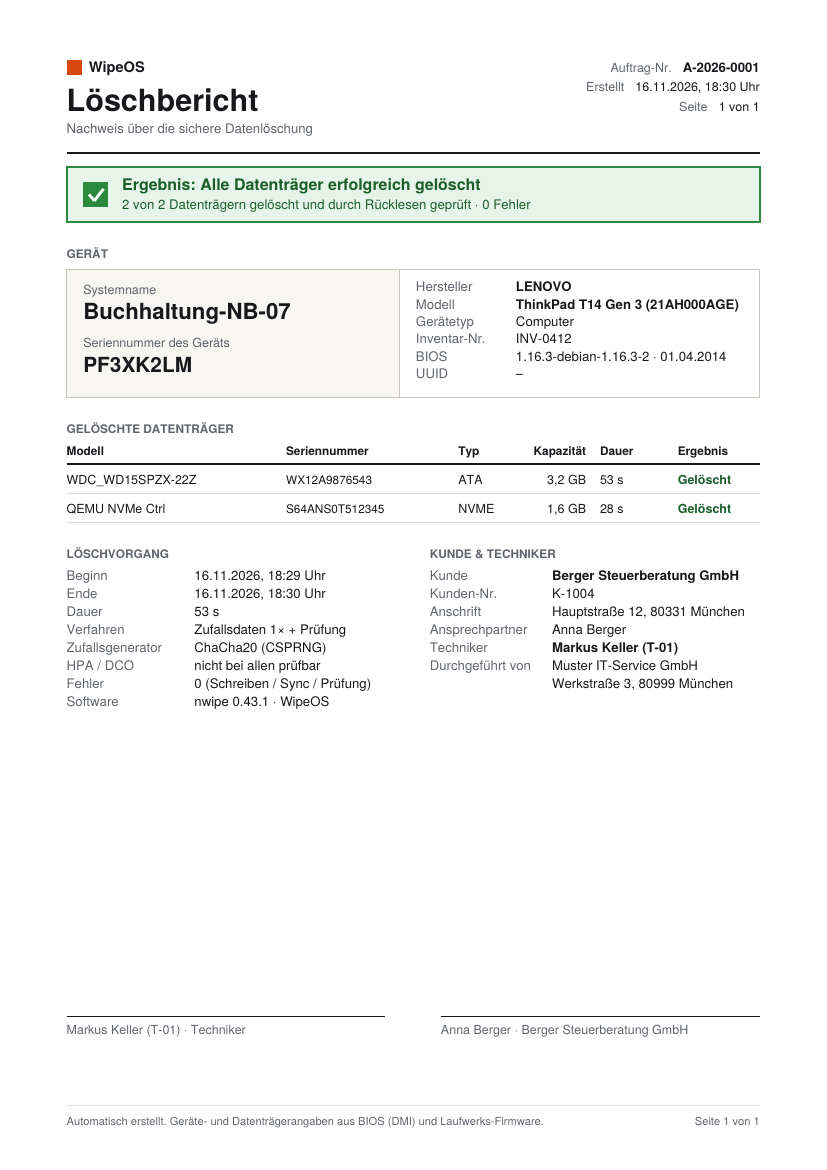 WipeOS
Löschbericht
Nachweis über die sichere Datenlöschung
Auftrag-Nr. A-2026-0001
Erstellt 16.11.2026, 18:30 Uhr
Seite 1 von 1
Ergebnis: Alle Datenträger erfolgreich gelöscht
2 von 2 Datenträgern gelöscht und durch Rücklesen geprüft · 0 Fehler
GERÄT
Systemname
Buchhaltung-NB-07
Seriennummer des Geräts
PF3XK2LM
Hersteller LENOVO
Modell ThinkPad T14 Gen 3 (21AH000AGE)
Gerätetyp Computer
Inventar-Nr. INV-0412
BIOS 1.16.3-debian-1.16.3-2 · 01.04.2014
UUID –
GELÖSCHTE DATENTRÄGER
Modell Seriennummer Typ Kapazität Dauer Ergebnis
WDC_WD15SPZX-22Z WX12A9876543 ATA 3,2 GB 53 s Gelöscht
QEMU NVMe Ctrl S64ANS0T512345 NVME 1,6 GB 28 s Gelöscht
LÖSCHVORGANG
Beginn 16.11.2026, 18:29 Uhr
Ende 16.11.2026, 18:30 Uhr
Dauer 53 s
Verfahren Zufallsdaten 1× + Prüfung
Zufallsgenerator ChaCha20 (CSPRNG)
HPA / DCO nicht bei allen prüfbar
Fehler 0 (Schreiben / Sync / Prüfung)
Software nwipe 0.43.1 · WipeOS
KUNDE & TECHNIKER
Kunde Berger Steuerberatung GmbH
Kunden-Nr. K-1004
Anschrift Hauptstraße 12, 80331 München
Ansprechpartner Anna Berger
Techniker Markus Keller (T-01)
Durchgeführt von Muster IT-Service GmbH
Werkstraße 3, 80999 München
Markus Keller (T-01) · Techniker
Anna Berger · Berger Steuerberatung GmbH
Automatisch erstellt. Geräte- und Datenträgerangaben aus BIOS (DMI) und Laufwerks-Firmware.
Seite 1 von 1